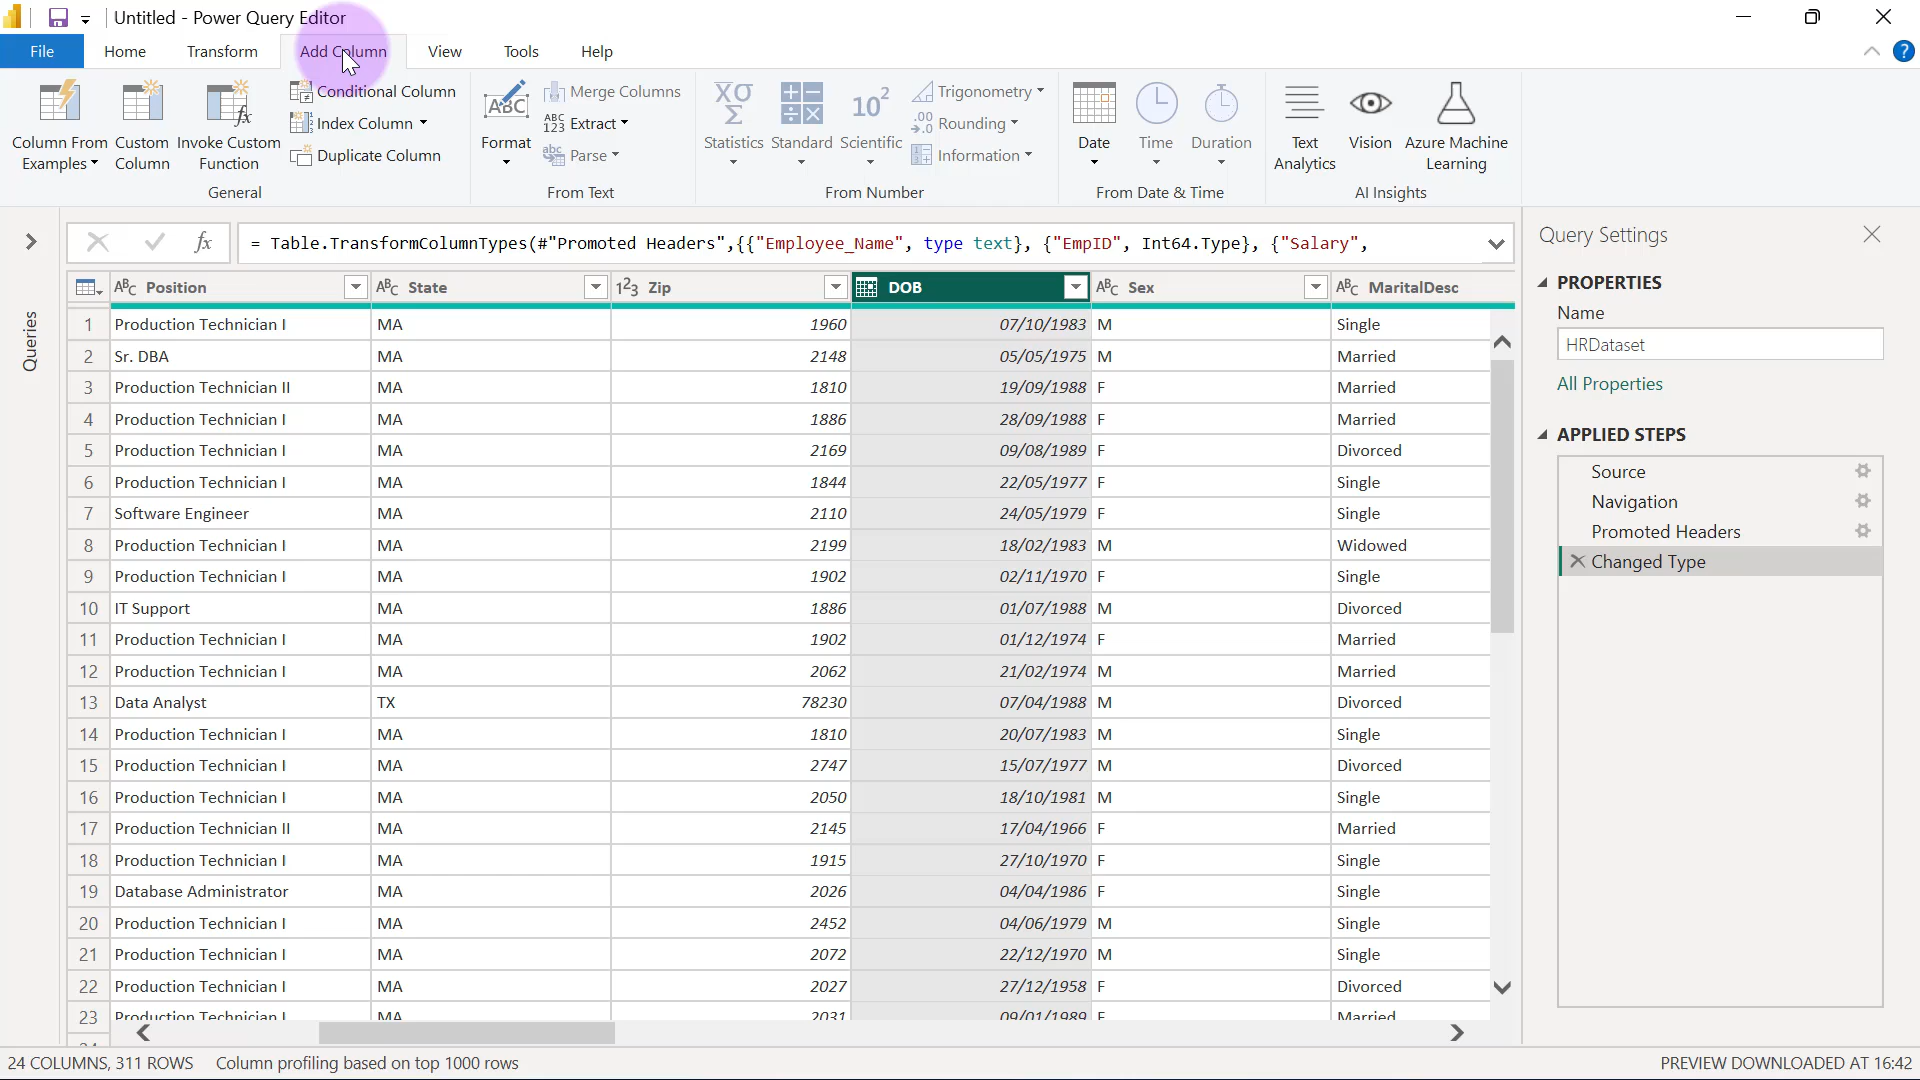 Untitled - Power Query Editor
File Home Transform Add Column View Tools Help
Column From Examples
Custom Column
Invoke Custom Function
Conditional Column
Index Column
Duplicate Column
General
Format
Merge Columns
Extract
Parse
From Text
Statistics
Standard
Scientific
Trigonometry
Rounding
Information
From Number
Date
Time
Duration
From Date & Time
Text Analytics
Vision
Azure Machine Learning
AI Insights
= Table.TransformColumnTypes(#"Promoted Headers",{{"Employee_Name", type text}, {"EmpID", Int64.Type}, {"Salary",
Position State Zip DOB Sex MaritalDesc
1 Production Technician I MA 1960 07/10/1983 M Single
2 Sr. DBA MA 2148 05/05/1975 M Married
3 Production Technician II MA 1810 19/09/1988 F Married
4 Production Technician I MA 1886 28/09/1988 F Married
5 Production Technician I MA 2169 09/08/1989 F Divorced
6 Production Technician I MA 1844 22/05/1977 F Single
7 Software Engineer MA 2110 24/05/1979 F Single
8 Production Technician I MA 2199 18/02/1983 M Widowed
9 Production Technician I MA 1902 02/11/1970 F Single
10 IT Support MA 1886 01/07/1988 M Divorced
11 Production Technician I MA 1902 01/12/1974 F Married
12 Production Technician I MA 2062 21/02/1974 M Married
13 Data Analyst TX 78230 07/04/1988 M Divorced
14 Production Technician I MA 1810 20/07/1983 M Single
15 Production Technician I MA 2747 15/07/1977 M Divorced
16 Production Technician I MA 2050 18/10/1981 M Single
17 Production Technician II MA 2145 17/04/1966 F Married
18 Production Technician I MA 1915 27/10/1970 F Single
19 Database Administrator MA 2026 04/04/1986 F Single
20 Production Technician I MA 2452 04/06/1979 M Single
21 Production Technician I MA 2072 22/12/1970 M Single
22 Production Technician I MA 2027 27/12/1958 F Divorced
23 Production Technician I MA 2031 09/01/1989 F Married
Queries
Query Settings
PROPERTIES
Name
HRDataset
All Properties
APPLIED STEPS
Source
Navigation
Promoted Headers
Changed Type
24 COLUMNS, 311 ROWS Column profiling based on top 1000 rows
PREVIEW DOWNLOADED AT 16:42